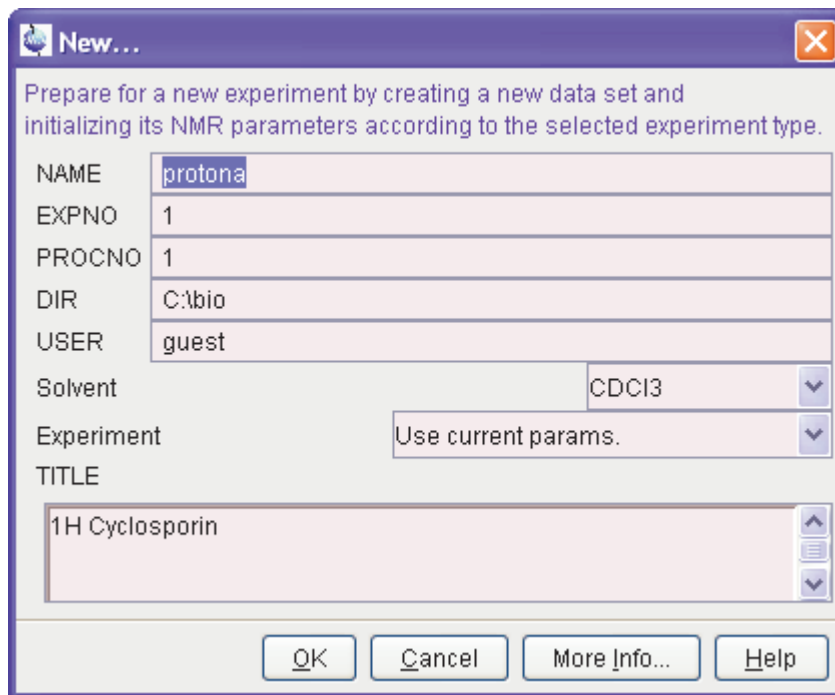 New...
Prepare for a new experiment by creating a new data set and
initializing its NMR parameters according to the selected experiment type.
NAME protona
EXPNO 1
PROCNO 1
DIR C:\bio
USER guest
Solvent CDCl3
Experiment Use current params.
TITLE
1H Cyclosporin
OK Cancel More Info... Help